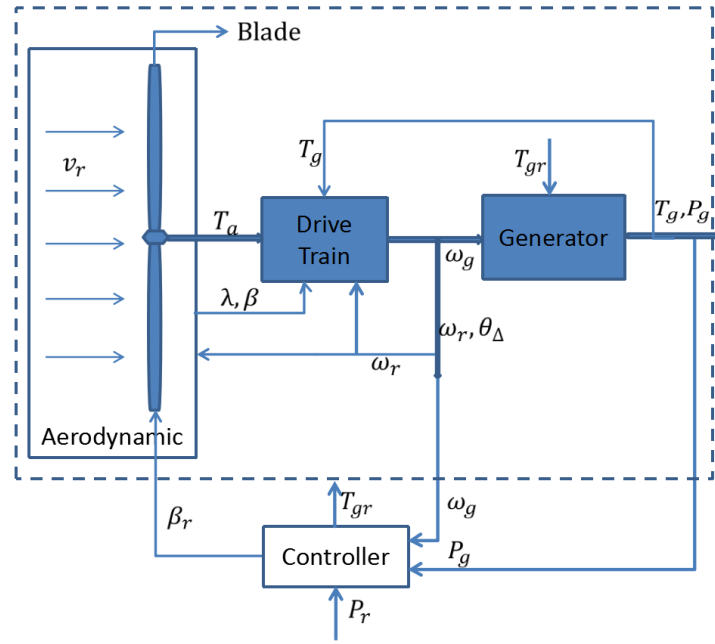 Blade
v_r
T_g
T_gr
T_a
Drive
Train
ω_g
Generator
T_g, P_g
λ, β
ω_r, θ_Δ
ω_r
Aerodynamic
β_r
T_gr
ω_g
Controller
P_g
P_r